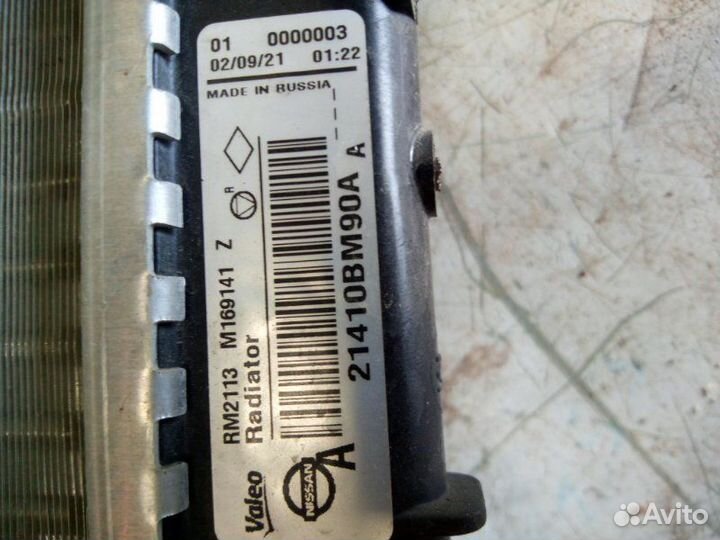 01 0000003
02/09/21 01:22
MADE IN RUSSIA
Valeo
RM2113 M169141 Z
Radiator
R
NISSAN
A
21410BM90A A
Avito